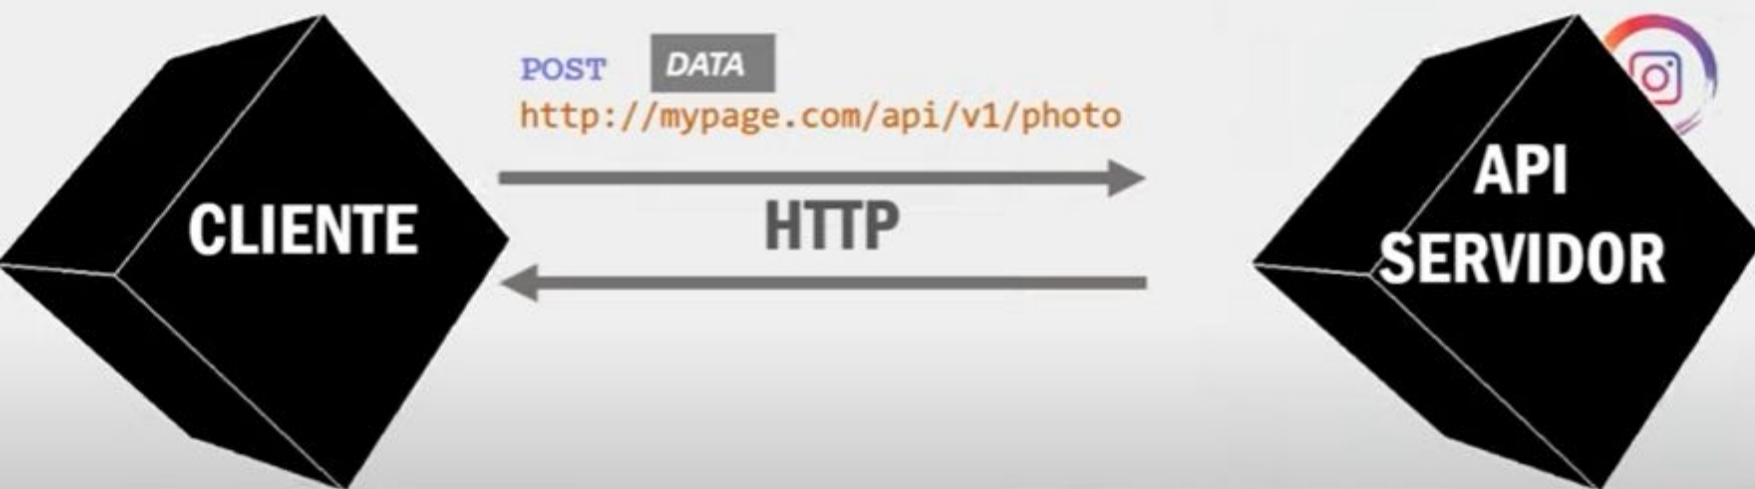 CLIENTE
POST DATA
http://mypage.com/api/v1/photo
HTTP
API
SERVIDOR